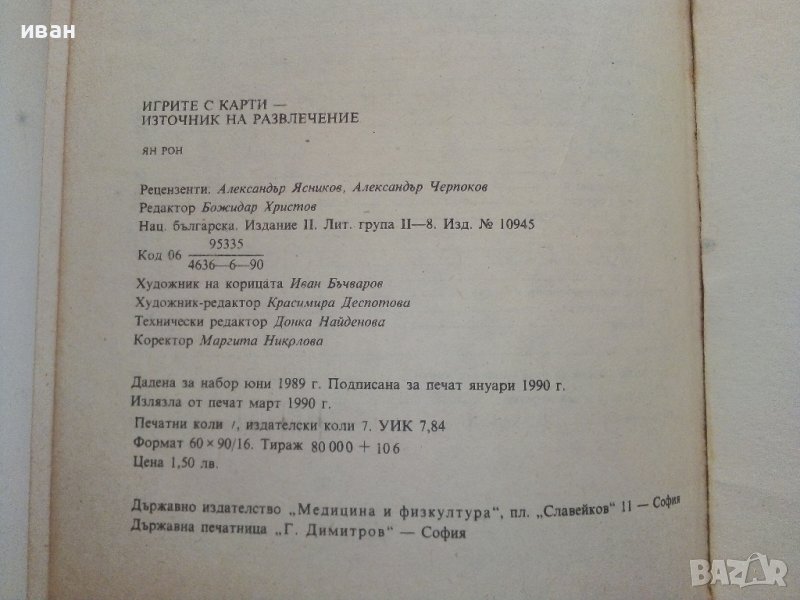 иван
ИГРИТЕ С КАРТИ —
ИЗТОЧНИК НА РАЗВЛЕЧЕНИЕ
ЯН РОН
Рецензенти: Александър Ясников, Александър Черпоков
Редактор Божидар Христов
Нац. българска. Издание II. Лит. група II—8. Изд. № 10945
Код 06 95335
4636—6—90
Художник на корицата Иван Бъчваров
Художник-редактор Красимира Деспотова
Технически редактор Донка Найденова
Коректор Маргита Николова
Дадена за набор юни 1989 г. Подписана за печат януари 1990 г.
Излязла от печат март 1990 г.
Печатни коли , издателски коли 7. УИК 7,84
Формат 60×90/16. Тираж 80 000 + 106
Цена 1,50 лв.
Държавно издателство „Медицина и физкултура“, пл. „Славейков“ 11 — София
Държавна печатница „Г. Димитров“ — София
BAZAR